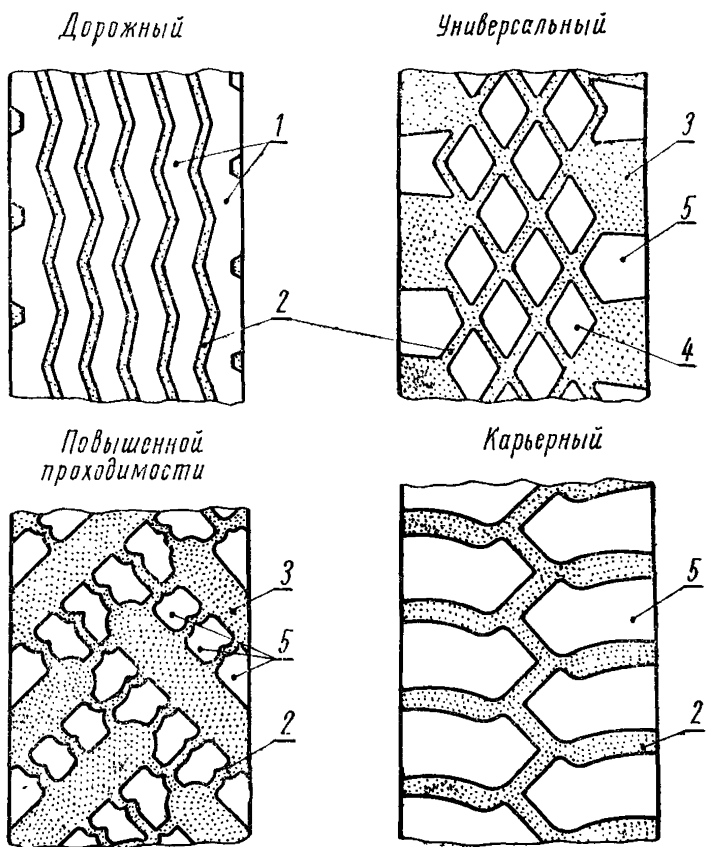 Дорожный
Универсальный
1
2
3
5
4
Повышенной
проходимости
Карьерный
3
5
2
5
2